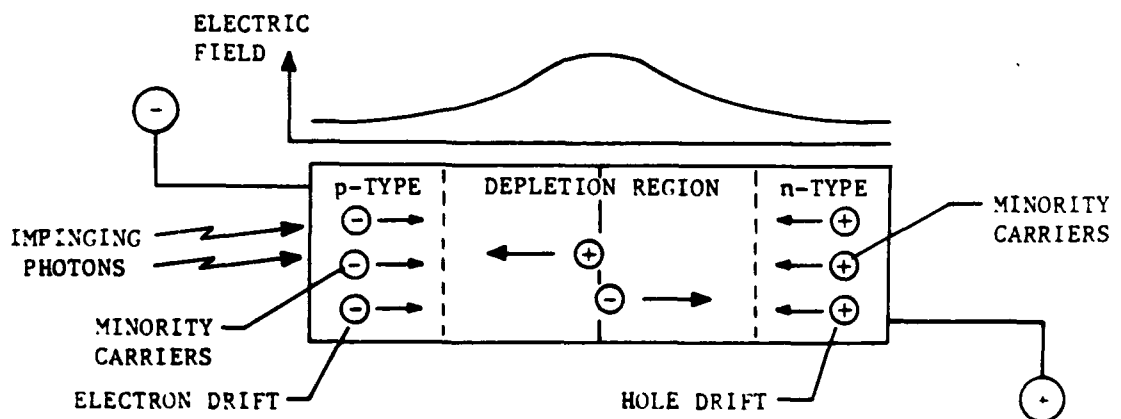 ELECTRIC
FIELD
p-TYPE
DEPLETION REGION
n-TYPE
IMPINGING
PHOTONS
MINORITY
CARRIERS
MINORITY
CARRIERS
ELECTRON DRIFT
HOLE DRIFT